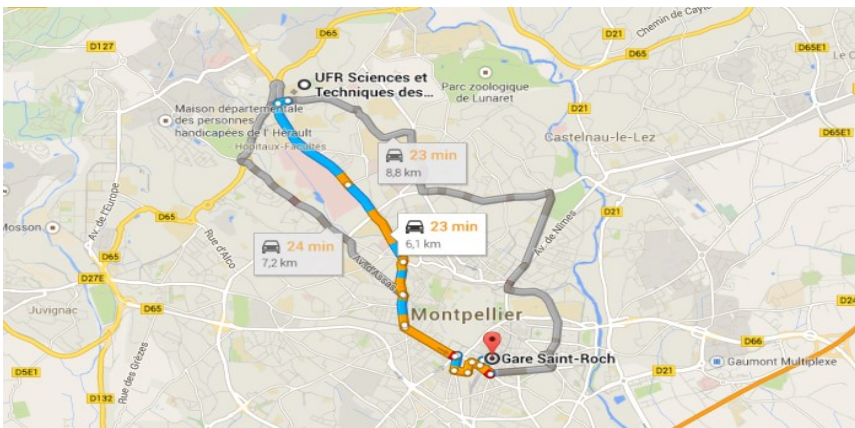 D65
D21
Chemin de Cayla
D127
D65
D65E1
UFR Sciences et
Techniques des...
Parc zoologique
de Lunaret
Maison départementale
des personnes
handicapées de l' Hérault
Hôpitaux-Facultés
Castelnau-le-Lez
D65E1
23 min
8,8 km
Av. de l'Europe
D65
D21
Mosson
23 min
6,1 km
Av. de Nîmes
Rue d'Alco
24 min
7,2 km
D65
D27E
Av. d'Assas
Juvignac
D65
Montpellier
D66
Gare Saint-Roch
Gaumont Multiplexe
D5E1
D21
Rue des Grèzes
D132